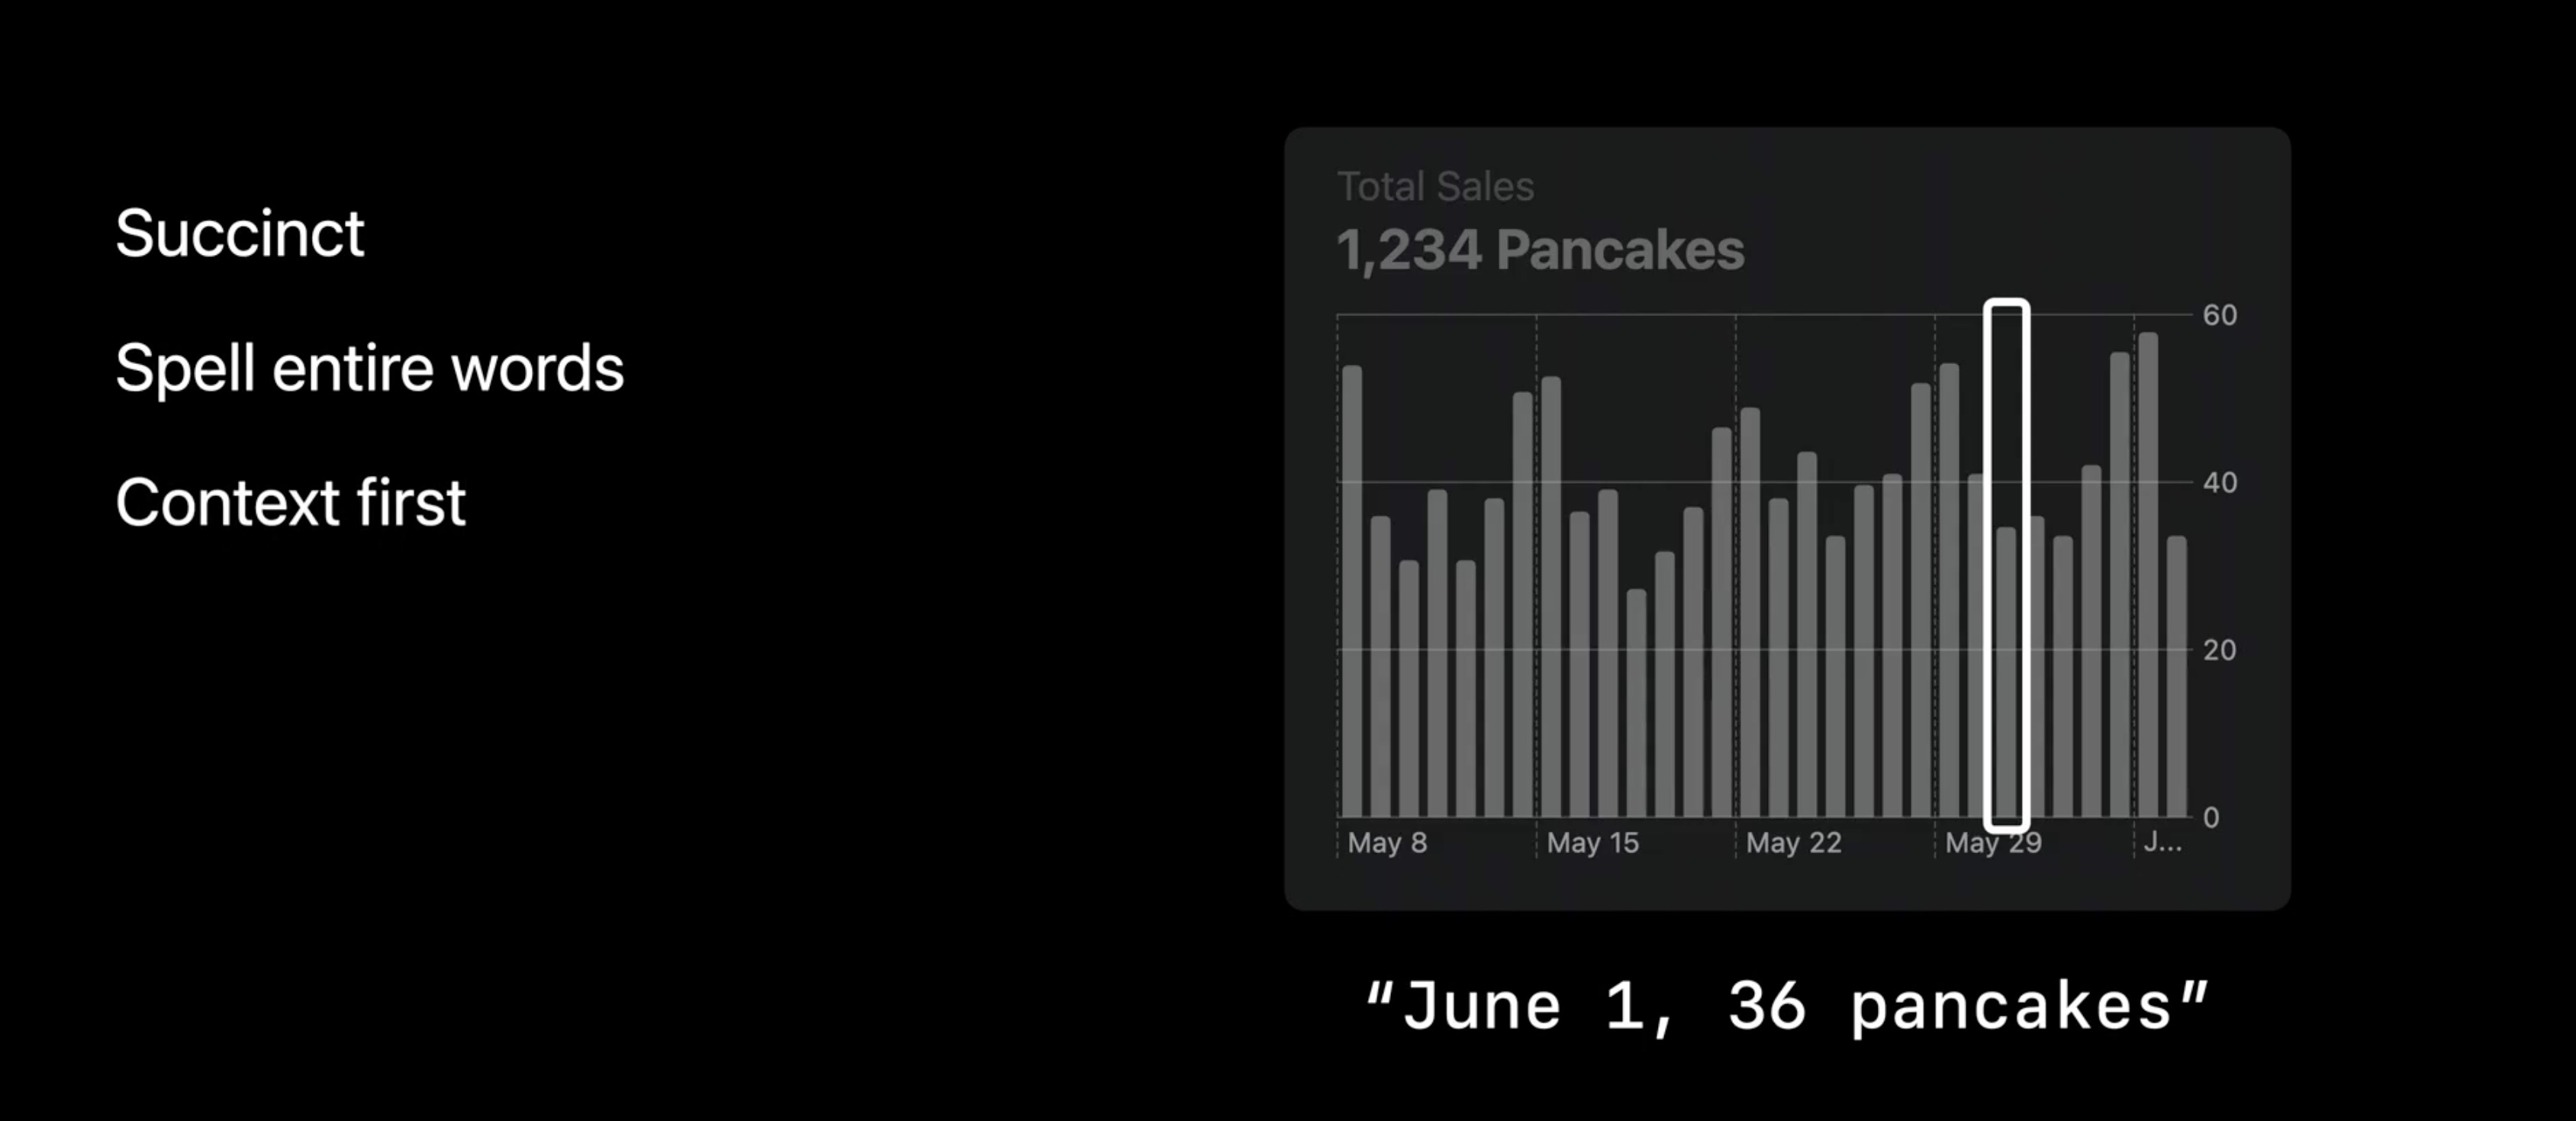 Succinct
Spell entire words
Context first
Total Sales
1,234 Pancakes
60
40
20
0
May 8
May 15
May 22
May 29
J...
“June 1, 36 pancakes”